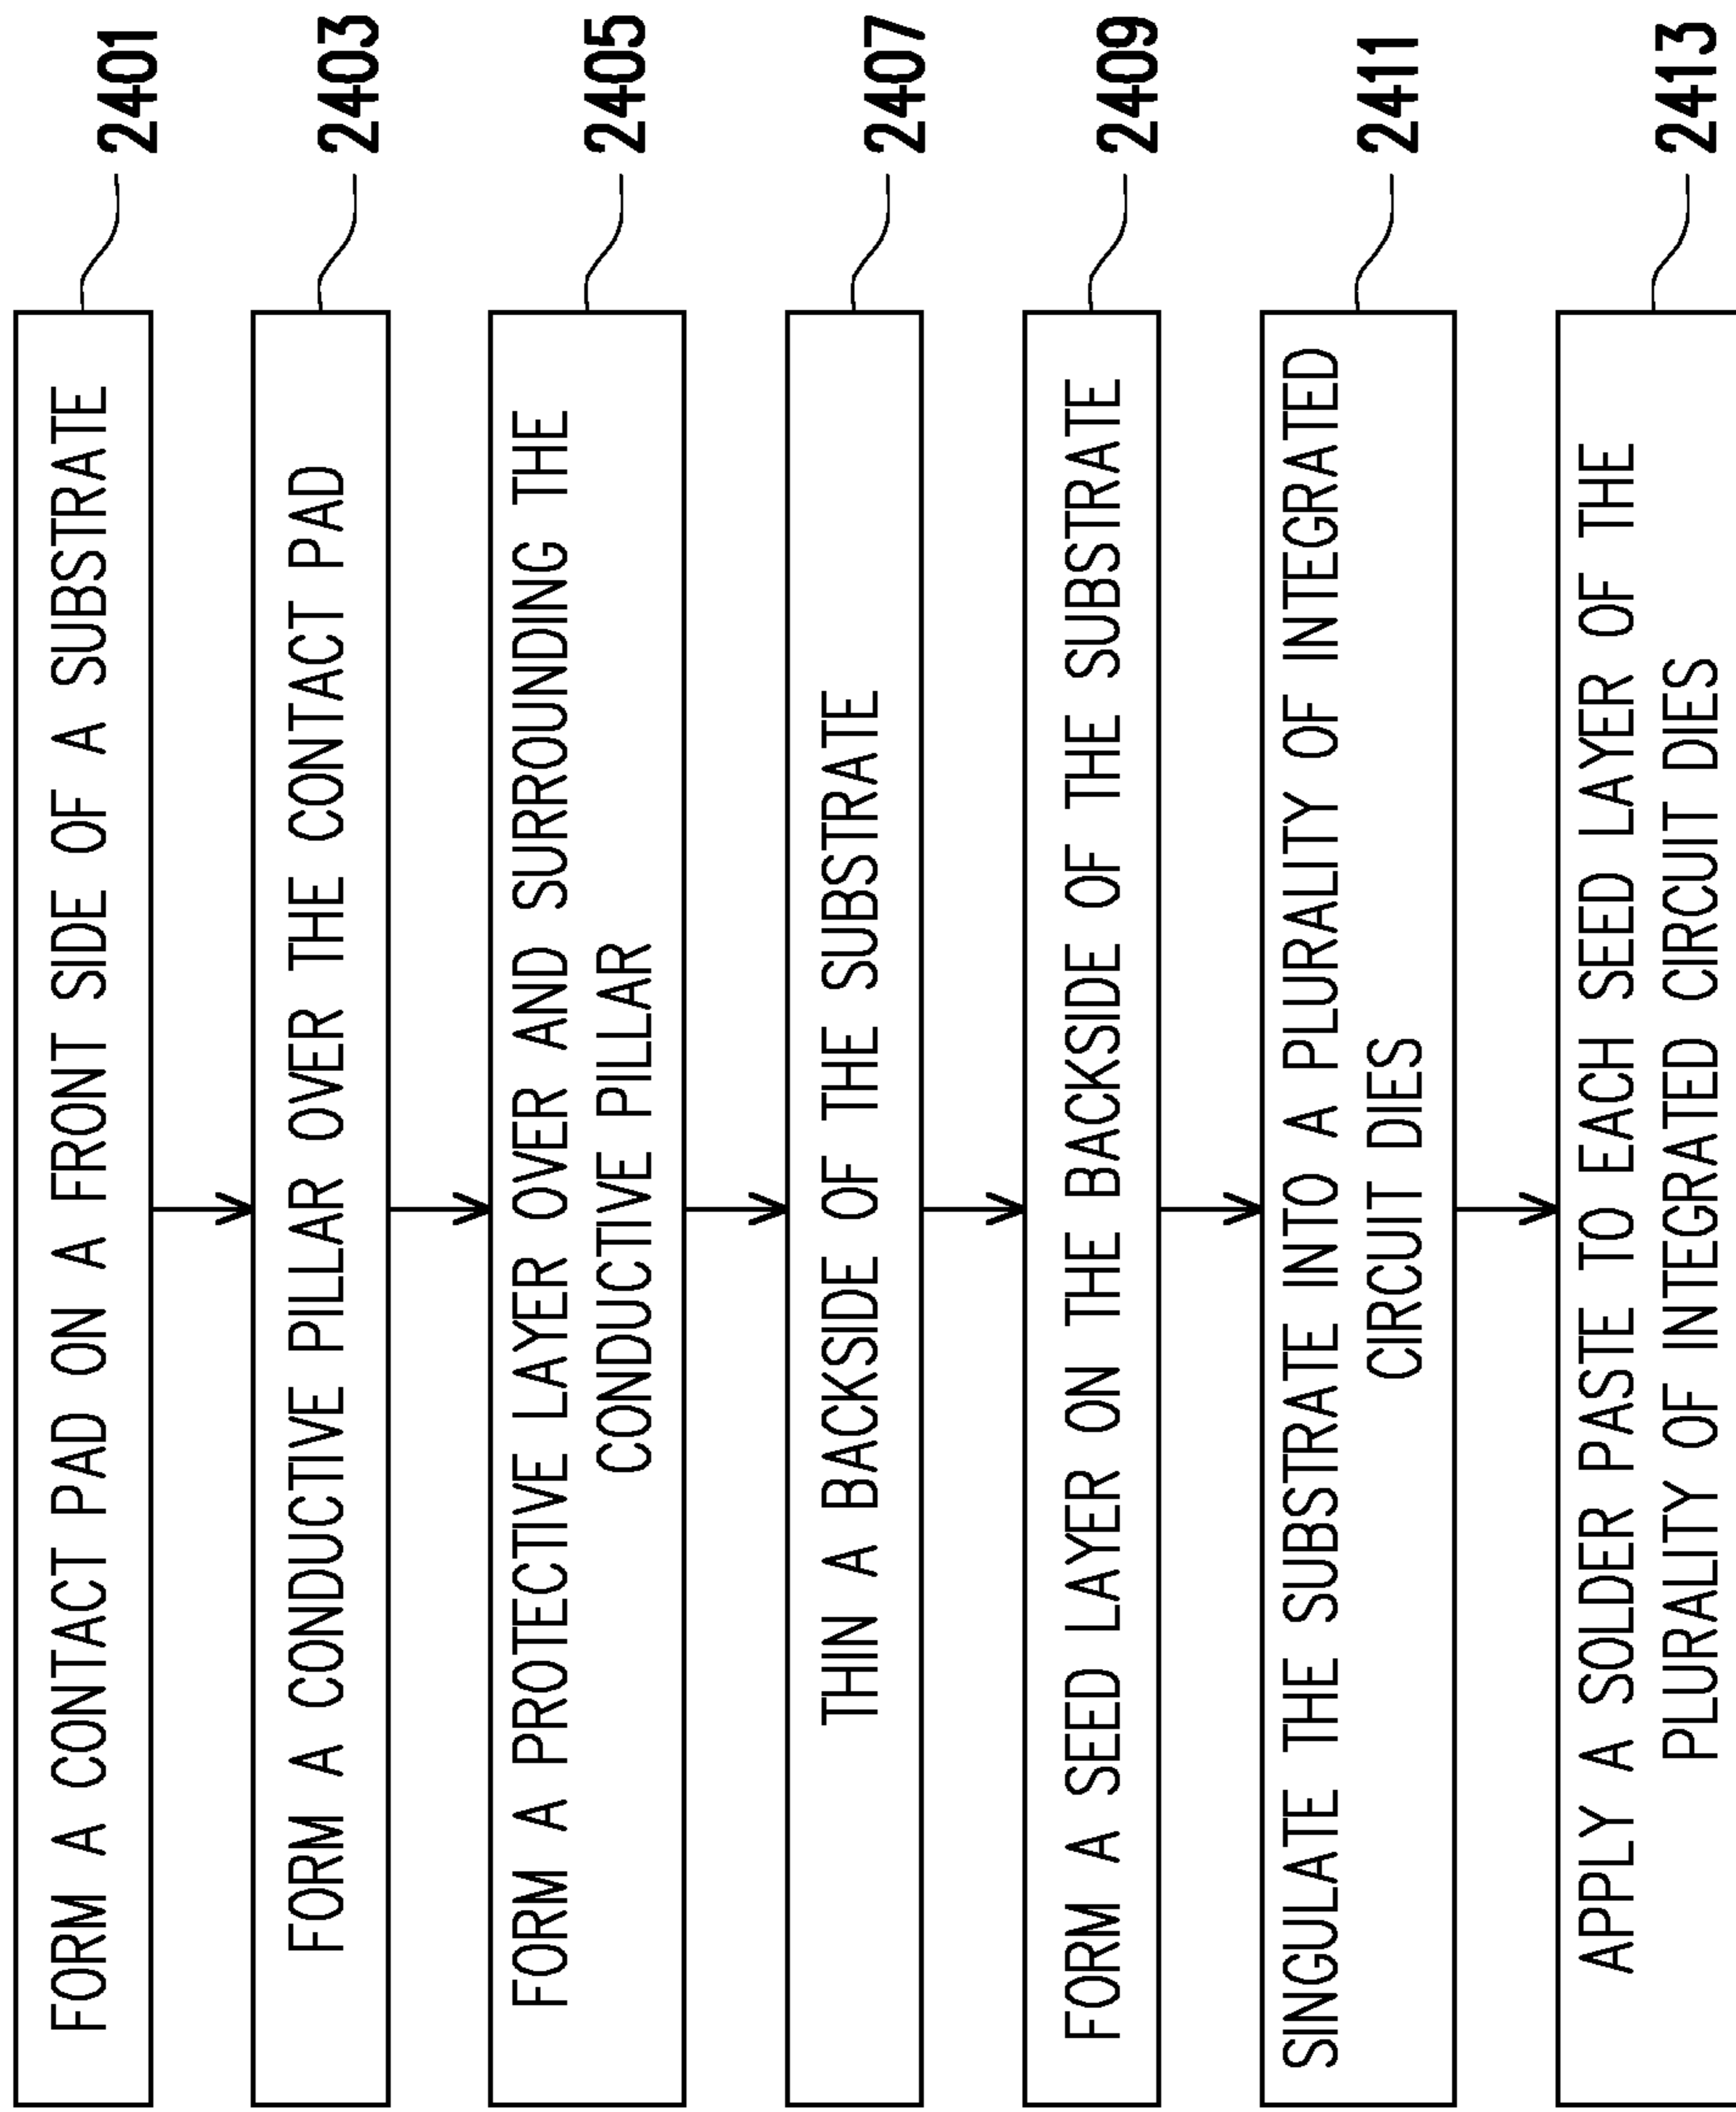 FORM A CONTACT PAD ON A FRONT SIDE OF A SUBSTRATE
2401
FORM A CONDUCTIVE PILLAR OVER THE CONTACT PAD
2403
FORM A PROTECTIVE LAYER OVER AND SURROUNDING THE
CONDUCTIVE PILLAR
2405
THIN A BACKSIDE OF THE SUBSTRATE
2407
FORM A SEED LAYER ON THE BACKSIDE OF THE SUBSTRATE
2409
SINGULATE THE SUBSTRATE INTO A PLURALITY OF INTEGRATED
CIRCUIT DIES
2411
APPLY A SOLDER PASTE TO EACH SEED LAYER OF THE
PLURALITY OF INTEGRATED CIRCUIT DIES
2413